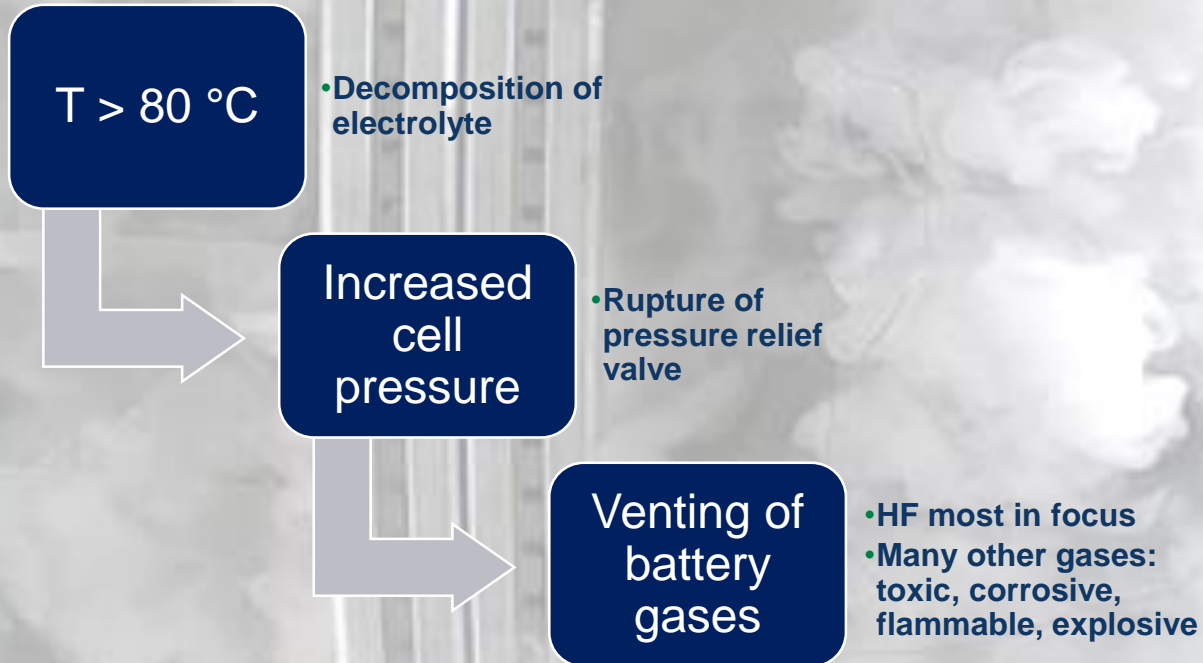 T > 80 °C
•Decomposition of
electrolyte
Increased
cell
pressure
•Rupture of
pressure relief
valve
Venting of
battery
gases
•HF most in focus
•Many other gases:
toxic, corrosive,
flammable, explosive